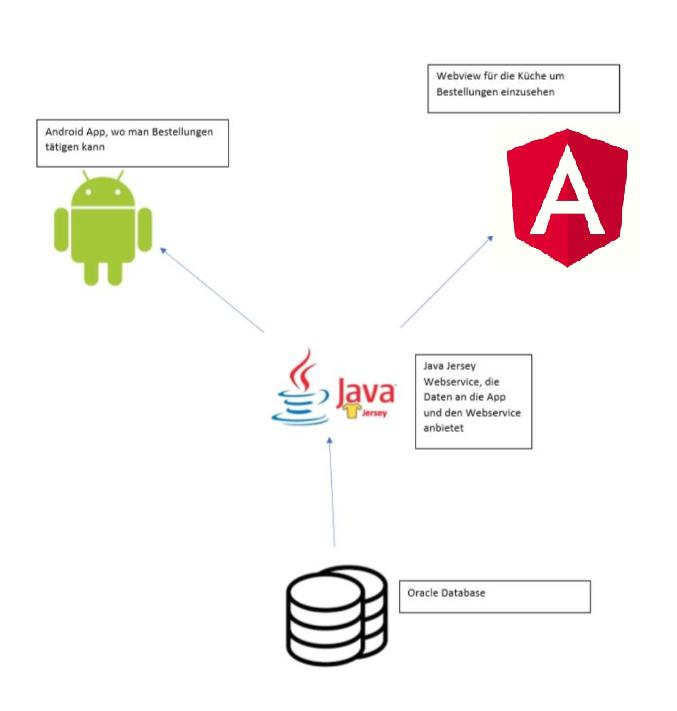 Webview für die Küche um
Bestellungen einzusehen
Android App, wo man Bestellungen
tätigen kann
A
Java Jersey
Webservice, die
Daten an die App
und den Webservice
anbietet
Java
Jersey
Oracle Database